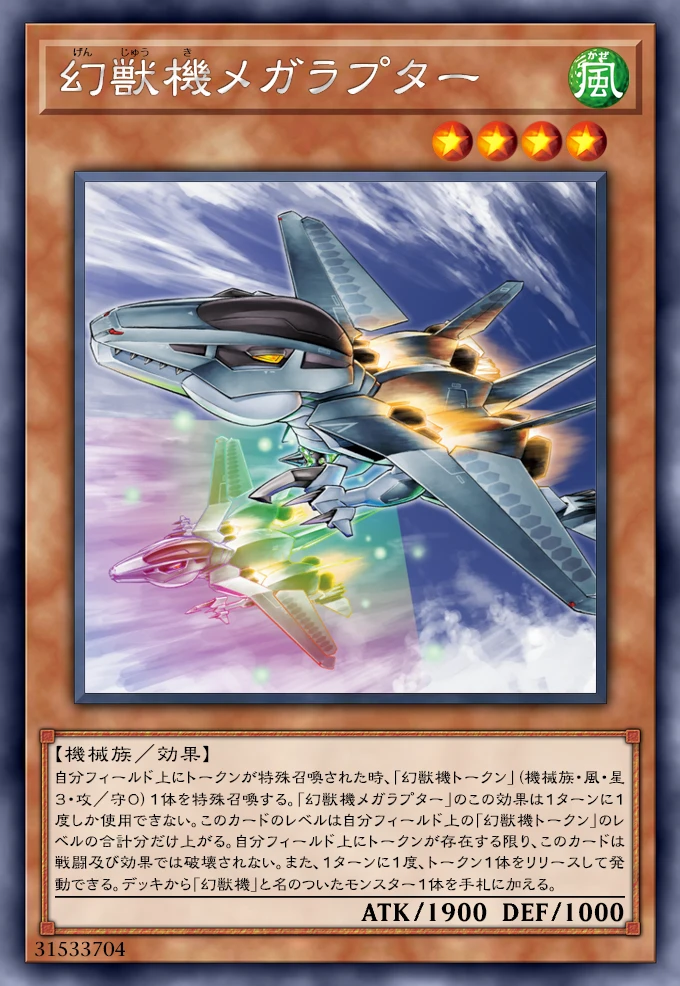 げん じゅう き
幻獣機メガラプター
かぜ
風
【機械族／効果】
自分フィールド上にトークンが特殊召喚された時、「幻獣機トークン」(機械族・風・星
3・攻／守0)1体を特殊召喚する。「幻獣機メガラプター」のこの効果は1ターンに1
度しか使用できない。このカードのレベルは自分フィールド上の「幻獣機トークン」のレ
ベルの合計分だけ上がる。自分フィールド上にトークンが存在する限り、このカードは
戦闘及び効果では破壊されない。また、1ターンに1度、トークン1体をリリースして発
動できる。デッキから「幻獣機」と名のついたモンスター1体を手札に加える。
ATK/1900 DEF/1000
31533704